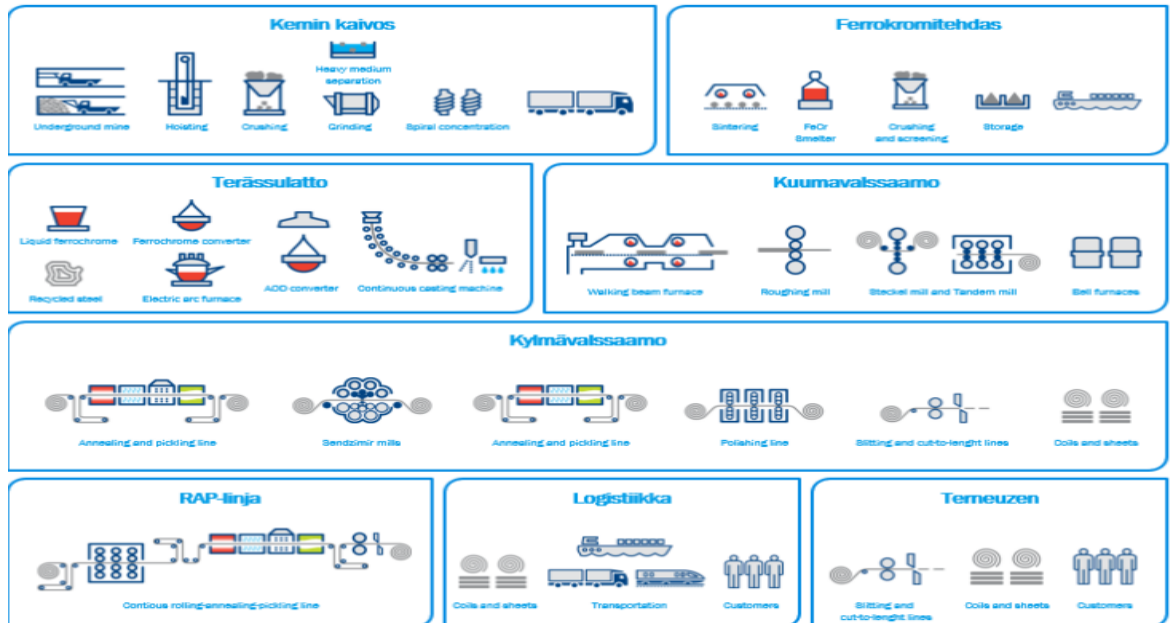 Kemin kaivos
Heavy medium
separation
Underground mine
Hoisting
Crushing
Grinding
Spiral concentration
Ferrokromitehdas
Sintering
FeCr
Smelter
Crushing
and screening
Storage
Terässulatto
Liquid ferrochrome
Ferrochrome converter
Recycled steel
Electric arc furnace
AOD converter
Continuous casting machine
Kuumavalssaamo
Walking beam furnace
Roughing mill
Steckel mill and Tandem mill
Bell furnaces
Kylmävalssaamo
Annealing and pickling line
Sendzimir mills
Annealing and pickling line
Polishing line
Slitting and cut-to-lenght lines
Coils and sheets
RAP-linja
Contious rolling-annealing-pickling line
Logistiikka
Coils and sheets
Transportation
Customers
Terneuzen
Slitting and
cut-to-lenght lines
Coils and sheets
Customers